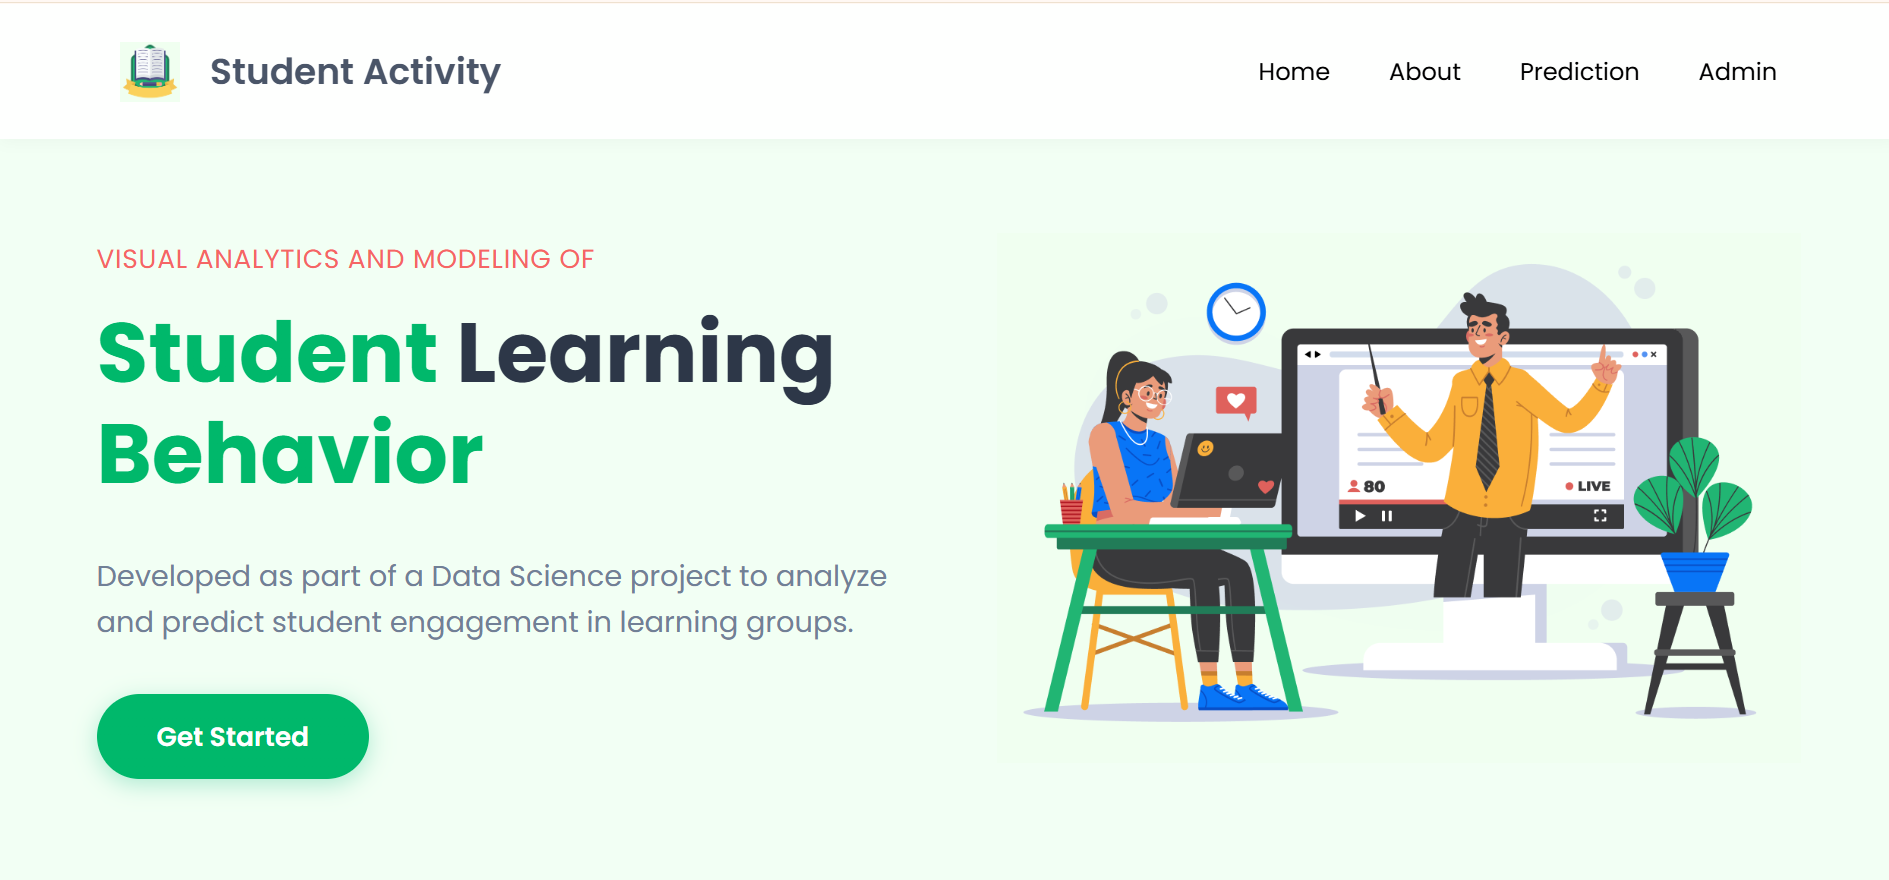 Student Activity
Home About Prediction Admin
VISUAL ANALYTICS AND MODELING OF
Student Learning
Behavior
Developed as part of a Data Science project to analyze
and predict student engagement in learning groups.
Get Started
80
LIVE